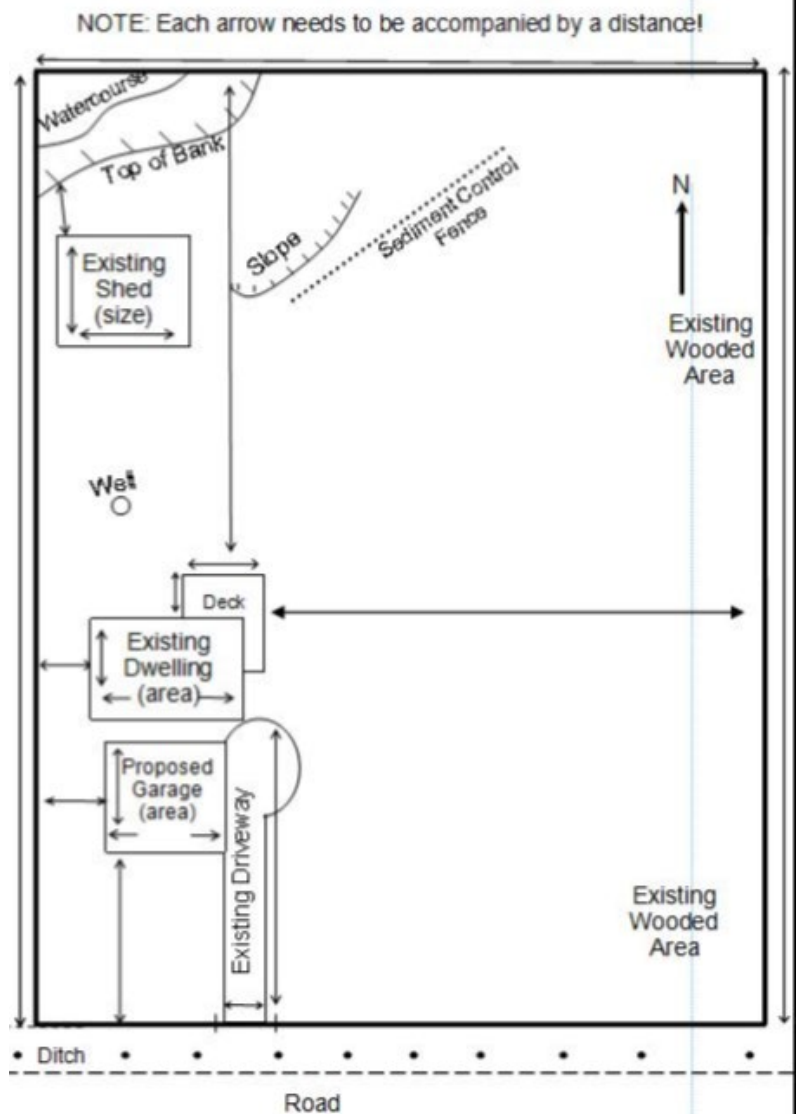 NOTE: Each arrow needs to be accompanied by a distance!
Watercourse
Top of Bank
Slope
Sediment Control
Fence
N
Existing
Shed
(size)
Existing
Wooded
Area
Well
Deck
Existing
Dwelling
(area)
Proposed
Garage
(area)
Existing Driveway
Existing
Wooded
Area
Ditch
Road